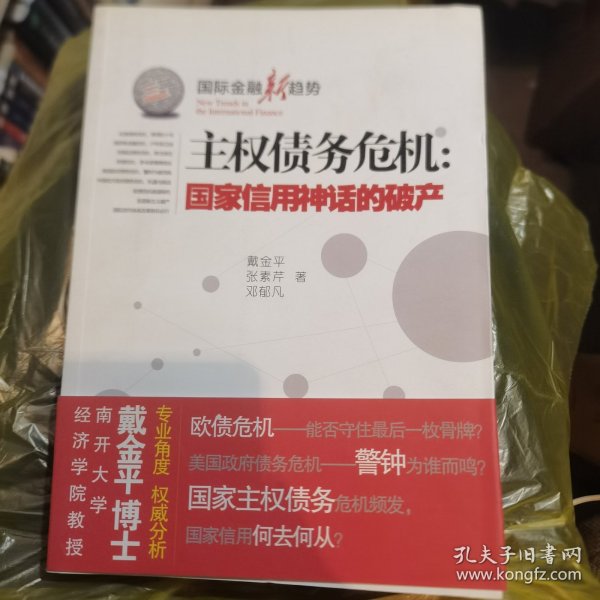 国际金融新趋势
New Trends in
the International Finance
主权债务危机：
国家信用神话的破产
戴金平
张素芹 著
邓郁凡
专业角度 权威分析
戴金平博士
南开大学
经济学院教授
欧债危机——能否守住最后一枚骨牌？
美国政府债务危机——警钟为谁而鸣？
国家主权债务危机频发，
国家信用何去何从？
孔夫子旧书网
www.kongfz.com